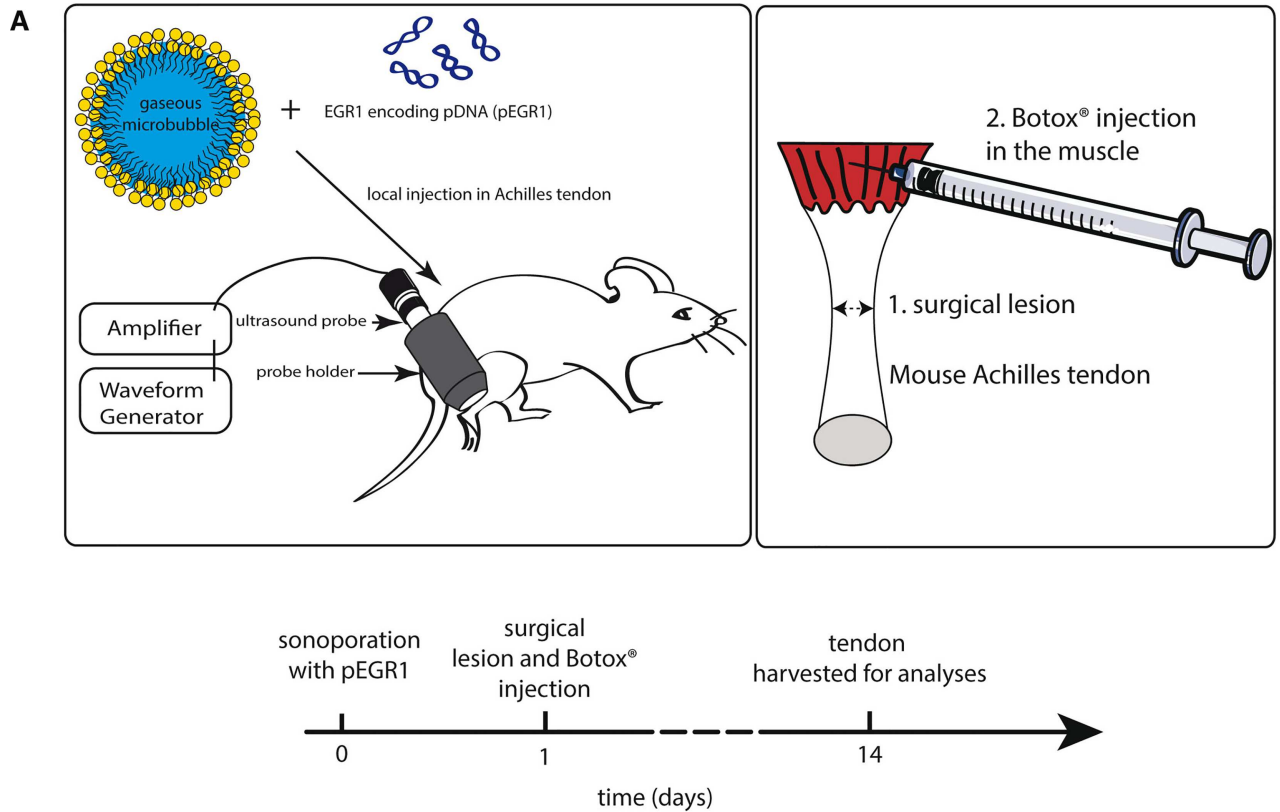 A
gaseous
microbubble
+
EGR1 encoding pDNA (pEGR1)
local injection in Achilles tendon
Amplifier
ultrasound probe
probe holder
Waveform
Generator
2. Botox® injection
in the muscle
1. surgical lesion
Mouse Achilles tendon
sonoporation
with pEGR1
surgical
lesion and Botox®
injection
tendon
harvested for analyses
0
1
14
time (days)